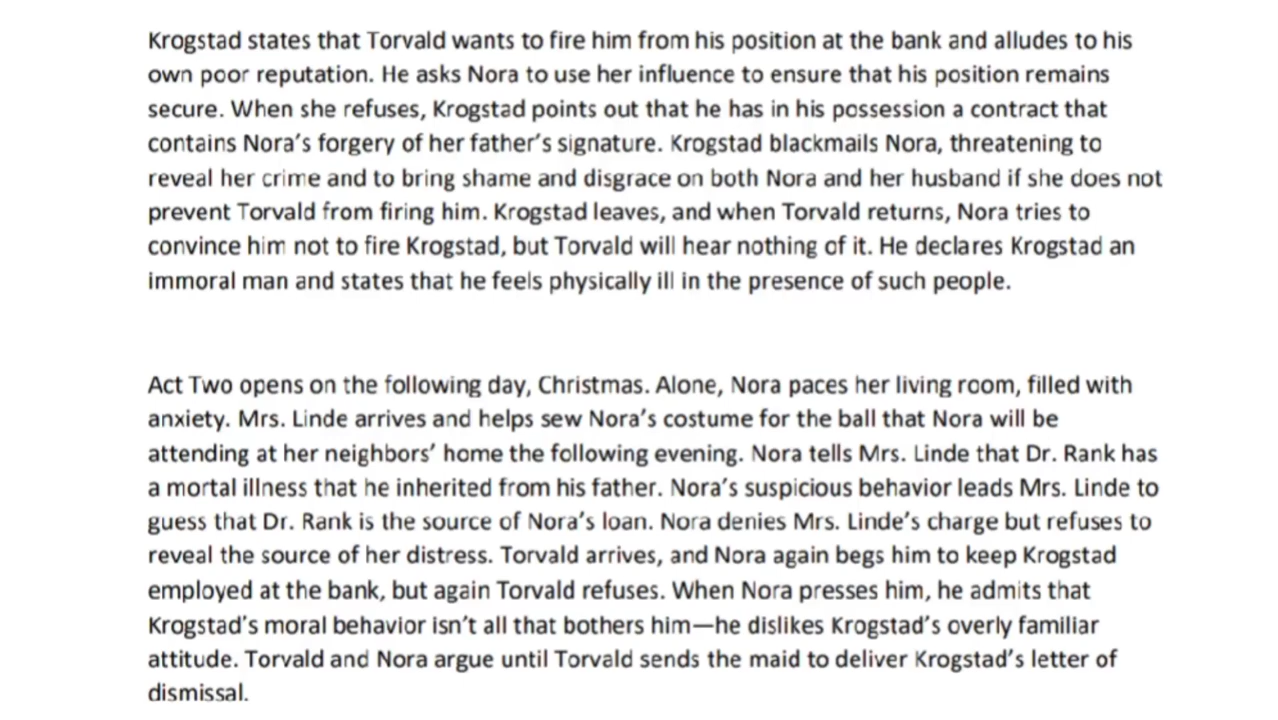 Krogstad states that Torvald wants to fire him from his position at the bank and alludes to his
own poor reputation. He asks Nora to use her influence to ensure that his position remains
secure. When she refuses, Krogstad points out that he has in his possession a contract that
contains Nora’s forgery of her father’s signature. Krogstad blackmails Nora, threatening to
reveal her crime and to bring shame and disgrace on both Nora and her husband if she does not
prevent Torvald from firing him. Krogstad leaves, and when Torvald returns, Nora tries to
convince him not to fire Krogstad, but Torvald will hear nothing of it. He declares Krogstad an
immoral man and states that he feels physically ill in the presence of such people.
Act Two opens on the following day, Christmas. Alone, Nora paces her living room, filled with
anxiety. Mrs. Linde arrives and helps sew Nora’s costume for the ball that Nora will be
attending at her neighbors’ home the following evening. Nora tells Mrs. Linde that Dr. Rank has
a mortal illness that he inherited from his father. Nora’s suspicious behavior leads Mrs. Linde to
guess that Dr. Rank is the source of Nora’s loan. Nora denies Mrs. Linde’s charge but refuses to
reveal the source of her distress. Torvald arrives, and Nora again begs him to keep Krogstad
employed at the bank, but again Torvald refuses. When Nora presses him, he admits that
Krogstad’s moral behavior isn’t all that bothers him—he dislikes Krogstad’s overly familiar
attitude. Torvald and Nora argue until Torvald sends the maid to deliver Krogstad’s letter of
dismissal.